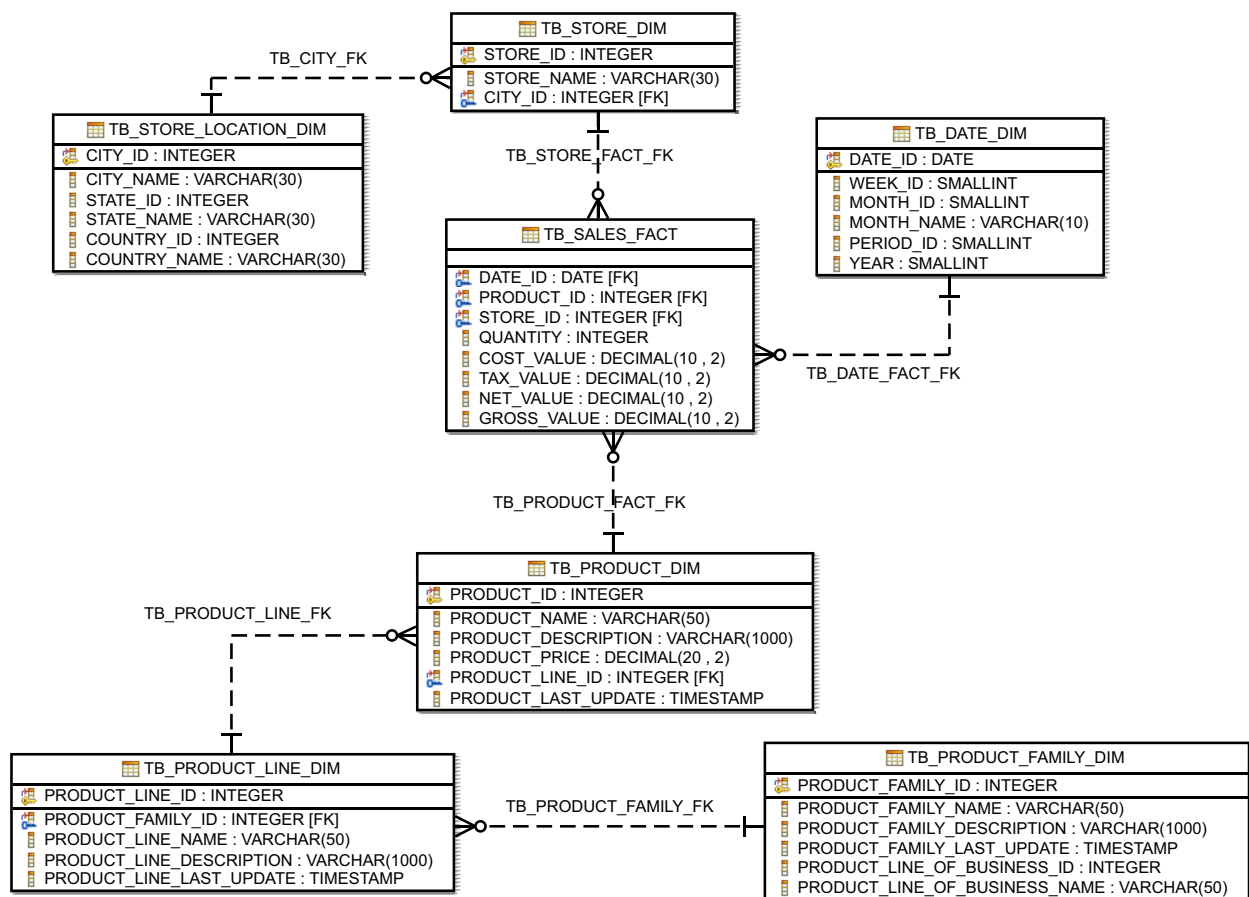 TB_STORE_DIM
STORE_ID : INTEGER
STORE_NAME : VARCHAR(30)
CITY_ID : INTEGER [FK]
TB_CITY_FK
TB_STORE_LOCATION_DIM
CITY_ID : INTEGER
CITY_NAME : VARCHAR(30)
STATE_ID : INTEGER
STATE_NAME : VARCHAR(30)
COUNTRY_ID : INTEGER
COUNTRY_NAME : VARCHAR(30)
TB_STORE_FACT_FK
TB_DATE_DIM
DATE_ID : DATE
WEEK_ID : SMALLINT
MONTH_ID : SMALLINT
MONTH_NAME : VARCHAR(10)
PERIOD_ID : SMALLINT
YEAR : SMALLINT
TB_SALES_FACT
DATE_ID : DATE [FK]
PRODUCT_ID : INTEGER [FK]
STORE_ID : INTEGER [FK]
QUANTITY : INTEGER
COST_VALUE : DECIMAL(10 , 2)
TAX_VALUE : DECIMAL(10 , 2)
NET_VALUE : DECIMAL(10 , 2)
GROSS_VALUE : DECIMAL(10 , 2)
TB_DATE_FACT_FK
TB_PRODUCT_FACT_FK
TB_PRODUCT_DIM
PRODUCT_ID : INTEGER
PRODUCT_NAME : VARCHAR(50)
PRODUCT_DESCRIPTION : VARCHAR(1000)
PRODUCT_PRICE : DECIMAL(20 , 2)
PRODUCT_LINE_ID : INTEGER [FK]
PRODUCT_LAST_UPDATE : TIMESTAMP
TB_PRODUCT_LINE_FK
TB_PRODUCT_LINE_DIM
PRODUCT_LINE_ID : INTEGER
PRODUCT_FAMILY_ID : INTEGER [FK]
PRODUCT_LINE_NAME : VARCHAR(50)
PRODUCT_LINE_DESCRIPTION : VARCHAR(1000)
PRODUCT_LINE_LAST_UPDATE : TIMESTAMP
TB_PRODUCT_FAMILY_FK
TB_PRODUCT_FAMILY_DIM
PRODUCT_FAMILY_ID : INTEGER
PRODUCT_FAMILY_NAME : VARCHAR(50)
PRODUCT_FAMILY_DESCRIPTION : VARCHAR(1000)
PRODUCT_FAMILY_LAST_UPDATE : TIMESTAMP
PRODUCT_LINE_OF_BUSINESS_ID : INTEGER
PRODUCT_LINE_OF_BUSINESS_NAME : VARCHAR(50)